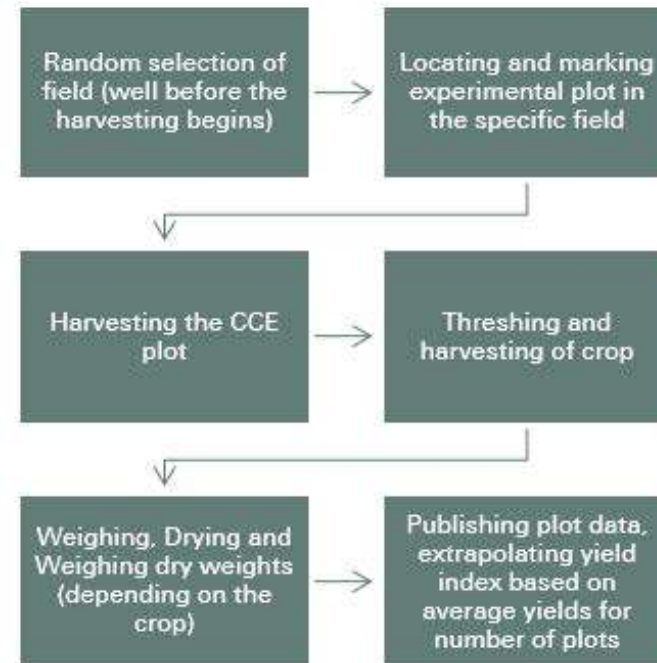 Random selection of
field (well before the
harvesting begins)
Locating and marking
experimental plot in
the specific field
Harvesting the CCE
plot
Threshing and
harvesting of crop
Weighing, Drying and
Weighing dry weights
(depending on the
crop)
Publishing plot data,
extrapolating yield
index based on
average yields for
number of plots